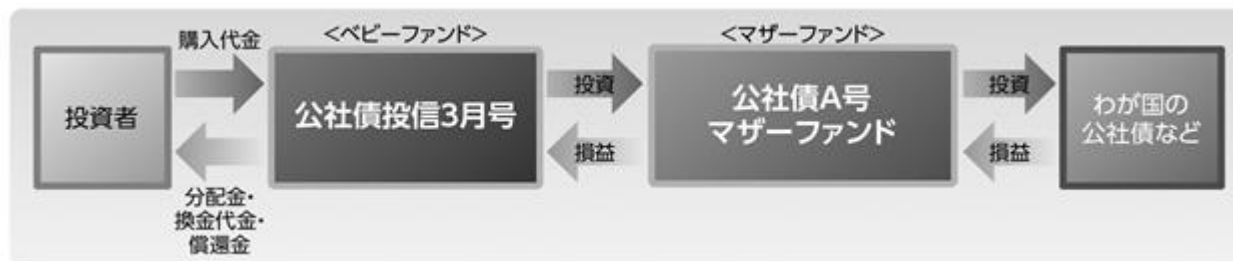 購入代金
<ベビーファンド>
<マザーファンド>
投資者
公社債投信3月号
投資
公社債A号
マザーファンド
投資
わが国の
公社債など
損益
損益
分配金・
換金代金・
償還金